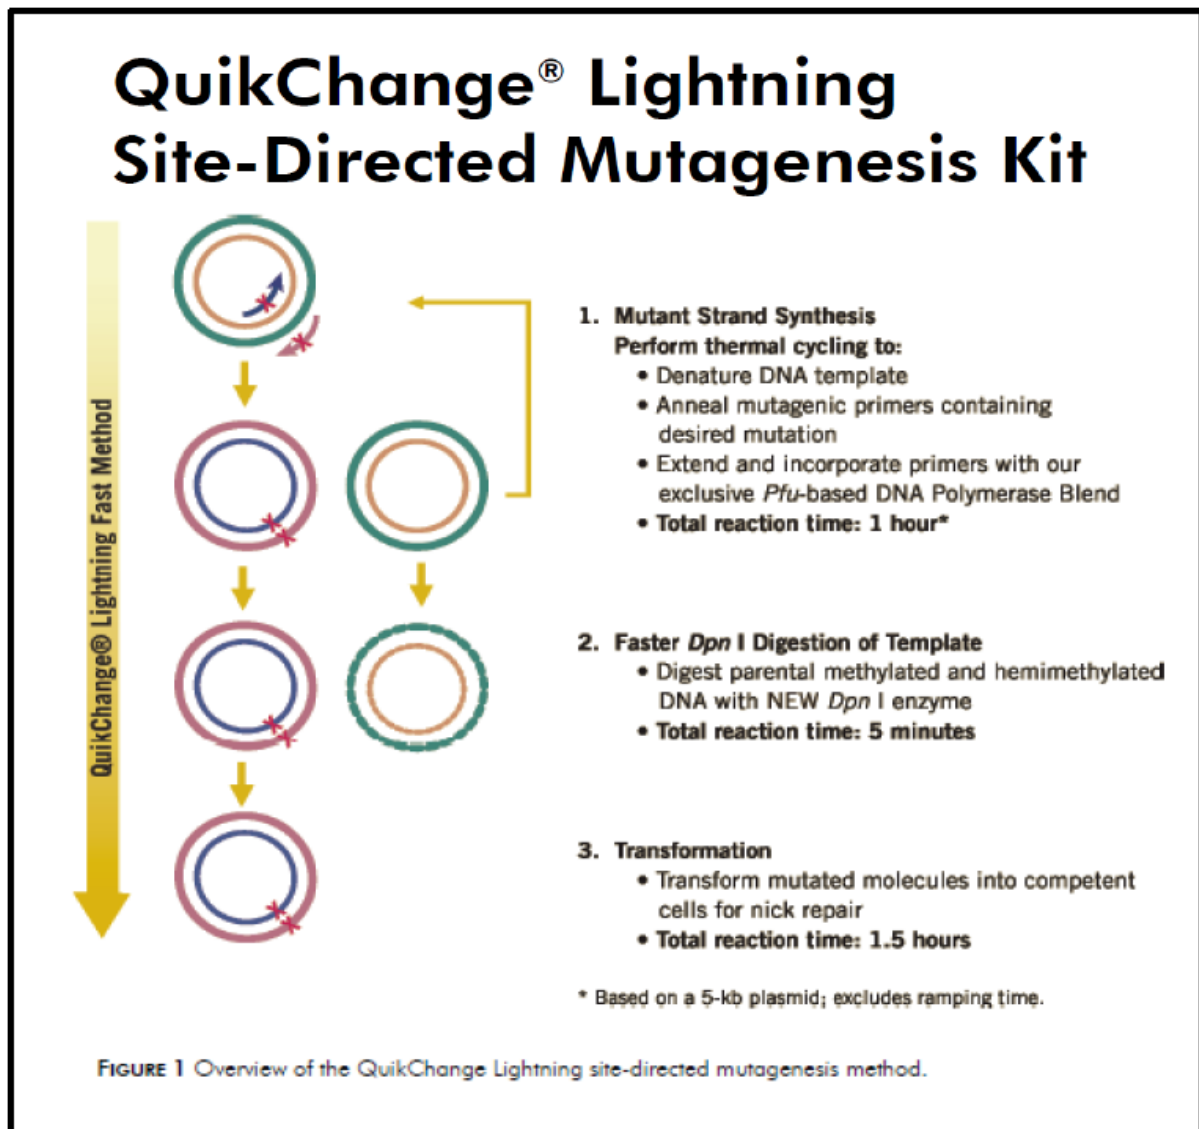 QuikChange® Lightning
Site-Directed Mutagenesis Kit
QuikChange® Lightning Fast Method
1. Mutant Strand Synthesis
Perform thermal cycling to:
• Denature DNA template
• Anneal mutagenic primers containing
desired mutation
• Extend and incorporate primers with our
exclusive Pfu-based DNA Polymerase Blend
• Total reaction time: 1 hour*
2. Faster Dpn I Digestion of Template
• Digest parental methylated and hemimethylated
DNA with NEW Dpn I enzyme
• Total reaction time: 5 minutes
3. Transformation
• Transform mutated molecules into competent
cells for nick repair
• Total reaction time: 1.5 hours
* Based on a 5-kb plasmid; excludes ramping time.
FIGURE 1 Overview of the QuikChange Lightning site-directed mutagenesis method.